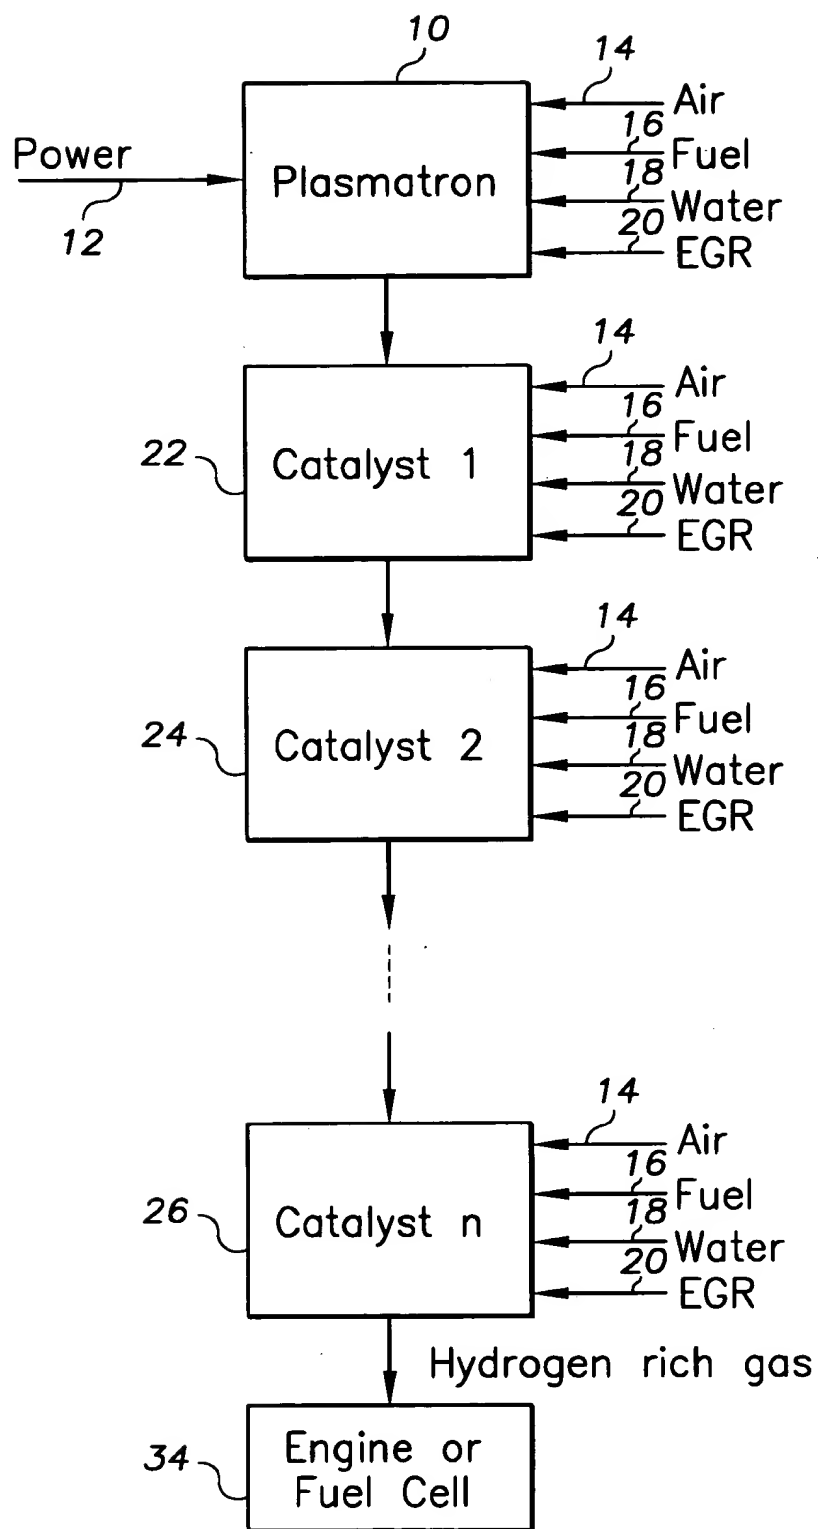 10
14
Air
Power
12
Plasmatron
16
Fuel
18
Water
20
EGR
14
Air
22
Catalyst 1
16
Fuel
18
Water
20
EGR
14
Air
24
Catalyst 2
16
Fuel
18
Water
20
EGR
14
Air
26
Catalyst n
16
Fuel
18
Water
20
EGR
Hydrogen rich gas
34
Engine or
Fuel Cell